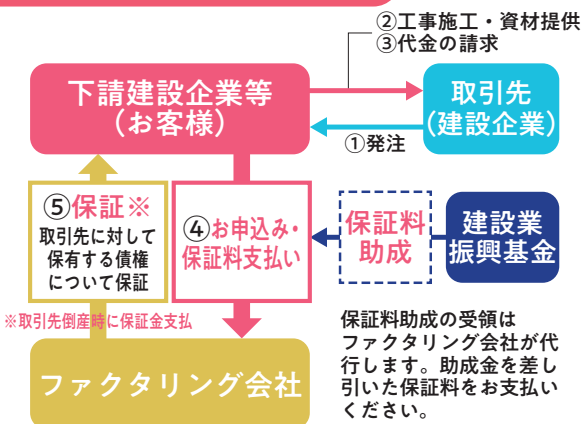 ②工事施工・資材提供
③代金の請求
下請建設企業等
（お客様）
取引先
（建設企業）
①発注
⑤保証※
取引先に対して
保有する債権
について保証
④お申込み・
保証料支払い
保証料
助成
建設業
振興基金
※取引先倒産時に保証金支払
ファクタリング会社
保証料助成の受領は
ファクタリング会社が代
行します。助成金を差し
引いた保証料をお支払い
ください。